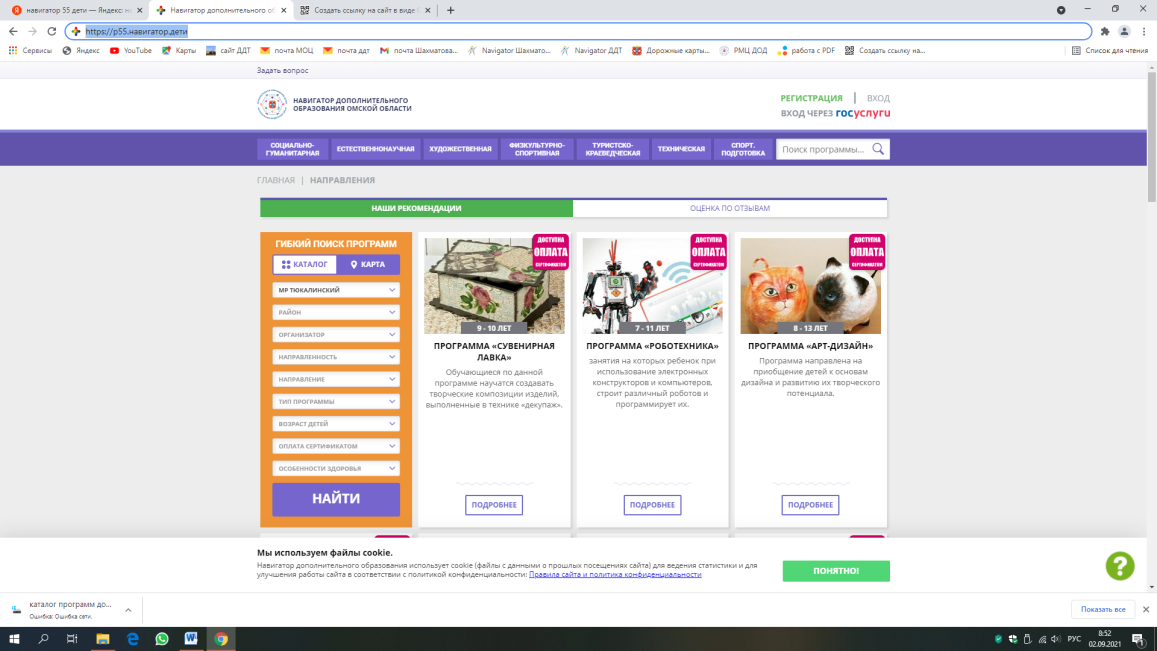 навигатор 55 дети — Яндекс: н
Навигатор дополнительного об
Создать ссылку на сайт в виде
https://р55.навигатор.дети
Сервисы
Яндекс
YouTube
Карты
сайт ДДТ
почта МОЦ
почта ддт
почта Шахматова...
Navigator Шахмато...
Navigator ДДТ
Дорожные карты...
РМЦ ДОД
работа с PDF
Создать ссылку на...
Список для чтения
Задать вопрос
НАВИГАТОР ДОПОЛНИТЕЛЬНОГО
ОБРАЗОВАНИЯ ОМСКОЙ ОБЛАСТИ
РЕГИСТРАЦИЯ | ВХОД
ВХОД ЧЕРЕЗ госуслуги
СОЦИАЛЬНО-
ГУМАНИТАРНАЯ
ЕСТЕСТВЕННОНАУЧНАЯ
ХУДОЖЕСТВЕННАЯ
ФИЗКУЛЬТУРНО-
СПОРТИВНАЯ
ТУРИСТСКО-
КРАЕВЕДЧЕСКАЯ
ТЕХНИЧЕСКАЯ
СПОРТ.
ПОДГОТОВКА
Поиск программы...
ГЛАВНАЯ | НАПРАВЛЕНИЯ
НАШИ РЕКОМЕНДАЦИИ
ОЦЕНКА ПО ОТЗЫВАМ
ГИБКИЙ ПОИСК ПРОГРАММ
КАТАЛОГ
КАРТА
МР ТЮКАЛИНСКИЙ
РАЙОН
ОРГАНИЗАТОР
НАПРАВЛЕННОСТЬ
НАПРАВЛЕНИЕ
ТИП ПРОГРАММЫ
ВОЗРАСТ ДЕТЕЙ
ОПЛАТА СЕРТИФИКАТОМ
ОСОБЕННОСТИ ЗДОРОВЬЯ
НАЙТИ
ДОСТУПНА
ОПЛАТА
СЕРТИФИКАТОМ
9 - 10 ЛЕТ
ПРОГРАММА «СУВЕНИРНАЯ
ЛАВКА»
Обучающиеся по данной
программе научатся создавать
творческие композиции изделий,
выполненные в технике «декупаж».
ПОДРОБНЕЕ
ДОСТУПНА
ОПЛАТА
СЕРТИФИКАТОМ
7 - 11 ЛЕТ
ПРОГРАММА «РОБОТЕХНИКА»
занятия на которых ребенок при
использование электронных
конструкторов и компьютеров,
строит различный роботов и
программирует их.
ПОДРОБНЕЕ
ДОСТУПНА
ОПЛАТА
СЕРТИФИКАТОМ
8 - 13 ЛЕТ
ПРОГРАММА «АРТ-ДИЗАЙН»
Программа направлена на
приобщение детей к основам
дизайна и развитию их творческого
потенциала.
ПОДРОБНЕЕ
Мы используем файлы cookie.
Навигатор дополнительного образования использует cookie (файлы с данными о прошлых посещениях сайта) для ведения статистики и для
улучшения работы сайта в соответствии с политикой конфиденциальности: Правила сайта и политика конфиденциальности
ПОНЯТНО!
?
каталог программ до...
Ошибка: Ошибка сети.
Показать все
РУС
8:52
02.09.2021